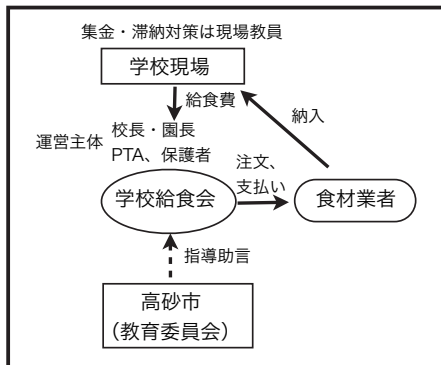 集金・滞納対策は現場教員
学校現場
給食費
納入
運営主体
校長・園長
PTA、保護者
注文、
支払い
学校給食会
食材業者
指導助言
高砂市
（教育委員会）